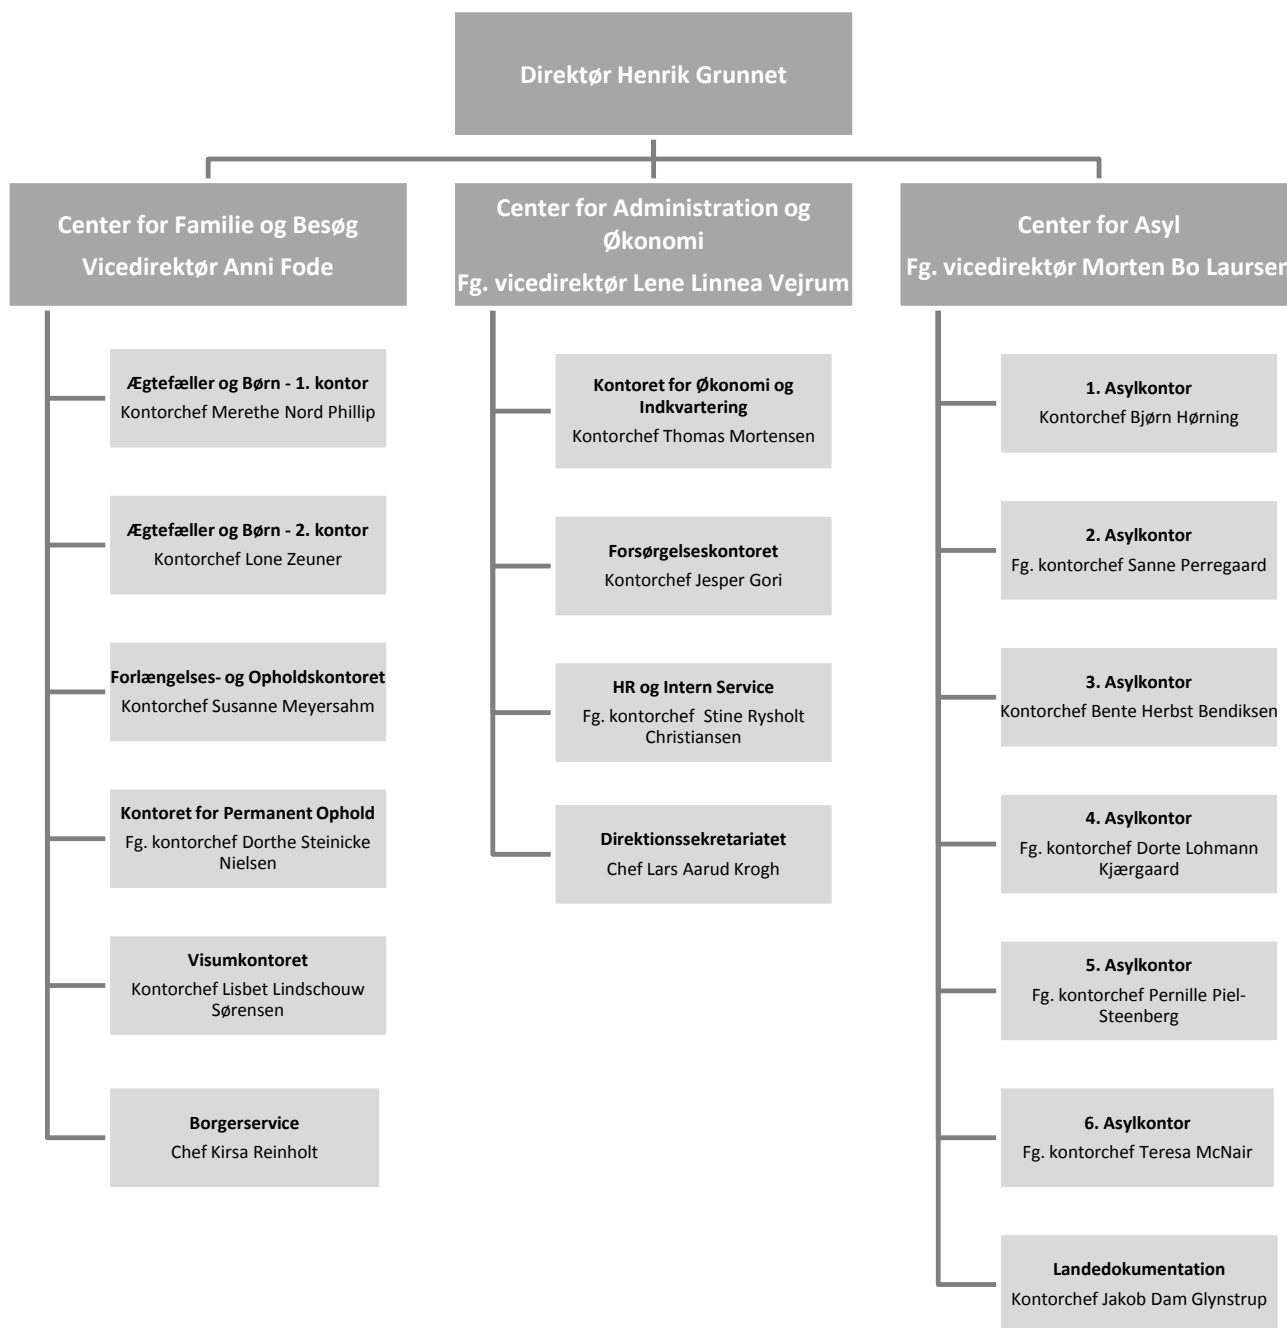 Direktør Henrik Grunnet
Center for Familie og Besøg
Vicedirektør Anni Fode
Ægtefæller og Børn - 1. kontor
Kontorchef Merethe Nord Phillip
Ægtefæller og Børn - 2. kontor
Kontorchef Lone Zeuner
Forlængelses- og Opholdskontoret
Kontorchef Susanne Meyersahm
Kontoret for Permanent Ophold
Fg. kontorchef Dorthe Steinicke
Nielsen
Visumkontoret
Kontorchef Lisbet Lindschouw
Sørensen
Borgerservice
Chef Kirsa Reinholt
Center for Administration og
Økonomi
Fg. vicedirektør Lene Linnea Vejrum
Kontoret for Økonomi og
Indkvartering
Kontorchef Thomas Mortensen
Forsørgelseskontoret
Kontorchef Jesper Gori
HR og Intern Service
Fg. kontorchef  Stine Rysholt
Christiansen
Direktionssekretariatet
Chef Lars Aarud Krogh
Center for Asyl
Fg. vicedirektør Morten Bo Laursen
1. Asylkontor
Kontorchef Bjørn Hørning
2. Asylkontor
Fg. kontorchef Sanne Perregaard
3. Asylkontor
Kontorchef Bente Herbst Bendiksen
4. Asylkontor
Fg. kontorchef Dorte Lohmann
Kjærgaard
5. Asylkontor
Fg. kontorchef Pernille Piel-
Steenberg
6. Asylkontor
Fg. kontorchef Teresa McNair
Landedokumentation
Kontorchef Jakob Dam Glynstrup